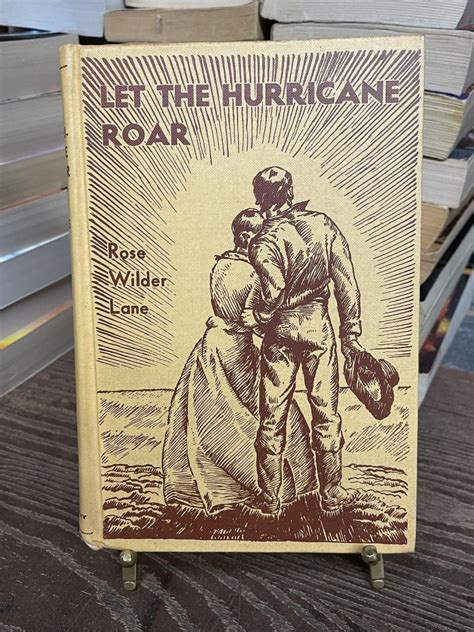 LET THE HURRICANE
ROAR
Rose
Wilder
Lane